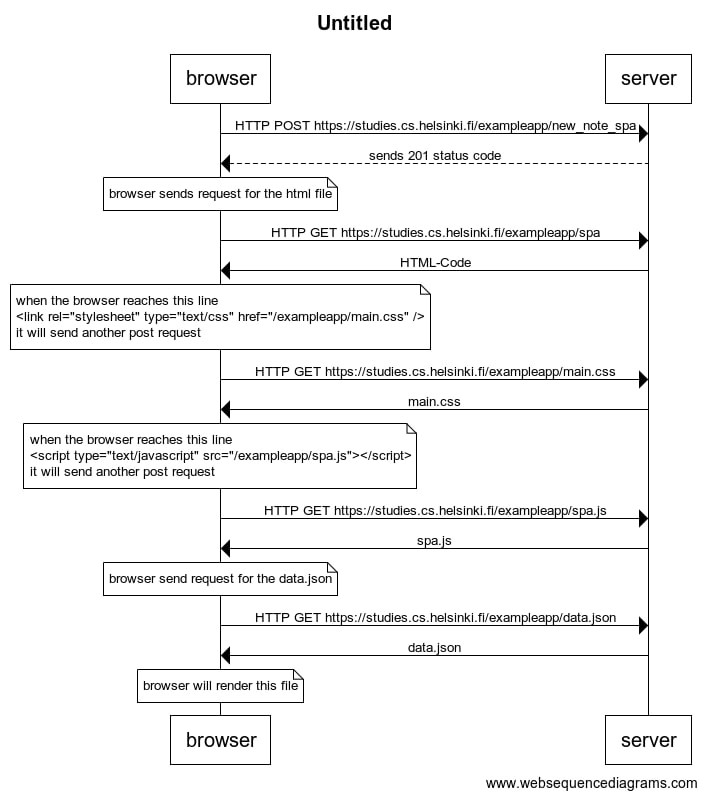 Untitled
browser
server
HTTP POST https://studies.cs.helsinki.fi/exampleapp/new_note_spa
sends 201 status code
browser sends request for the html file
HTTP GET https://studies.cs.helsinki.fi/exampleapp/spa
HTML-Code
when the browser reaches this line
<link rel="stylesheet" type="text/css" href="/exampleapp/main.css" />
it will send another post request
HTTP GET https://studies.cs.helsinki.fi/exampleapp/main.css
main.css
when the browser reaches this line
<script type="text/javascript" src="/exampleapp/spa.js"></script>
it will send another post request
HTTP GET https://studies.cs.helsinki.fi/exampleapp/spa.js
spa.js
browser send request for the data.json
HTTP GET https://studies.cs.helsinki.fi/exampleapp/data.json
data.json
browser will render this file
browser
server
www.websequencediagrams.com